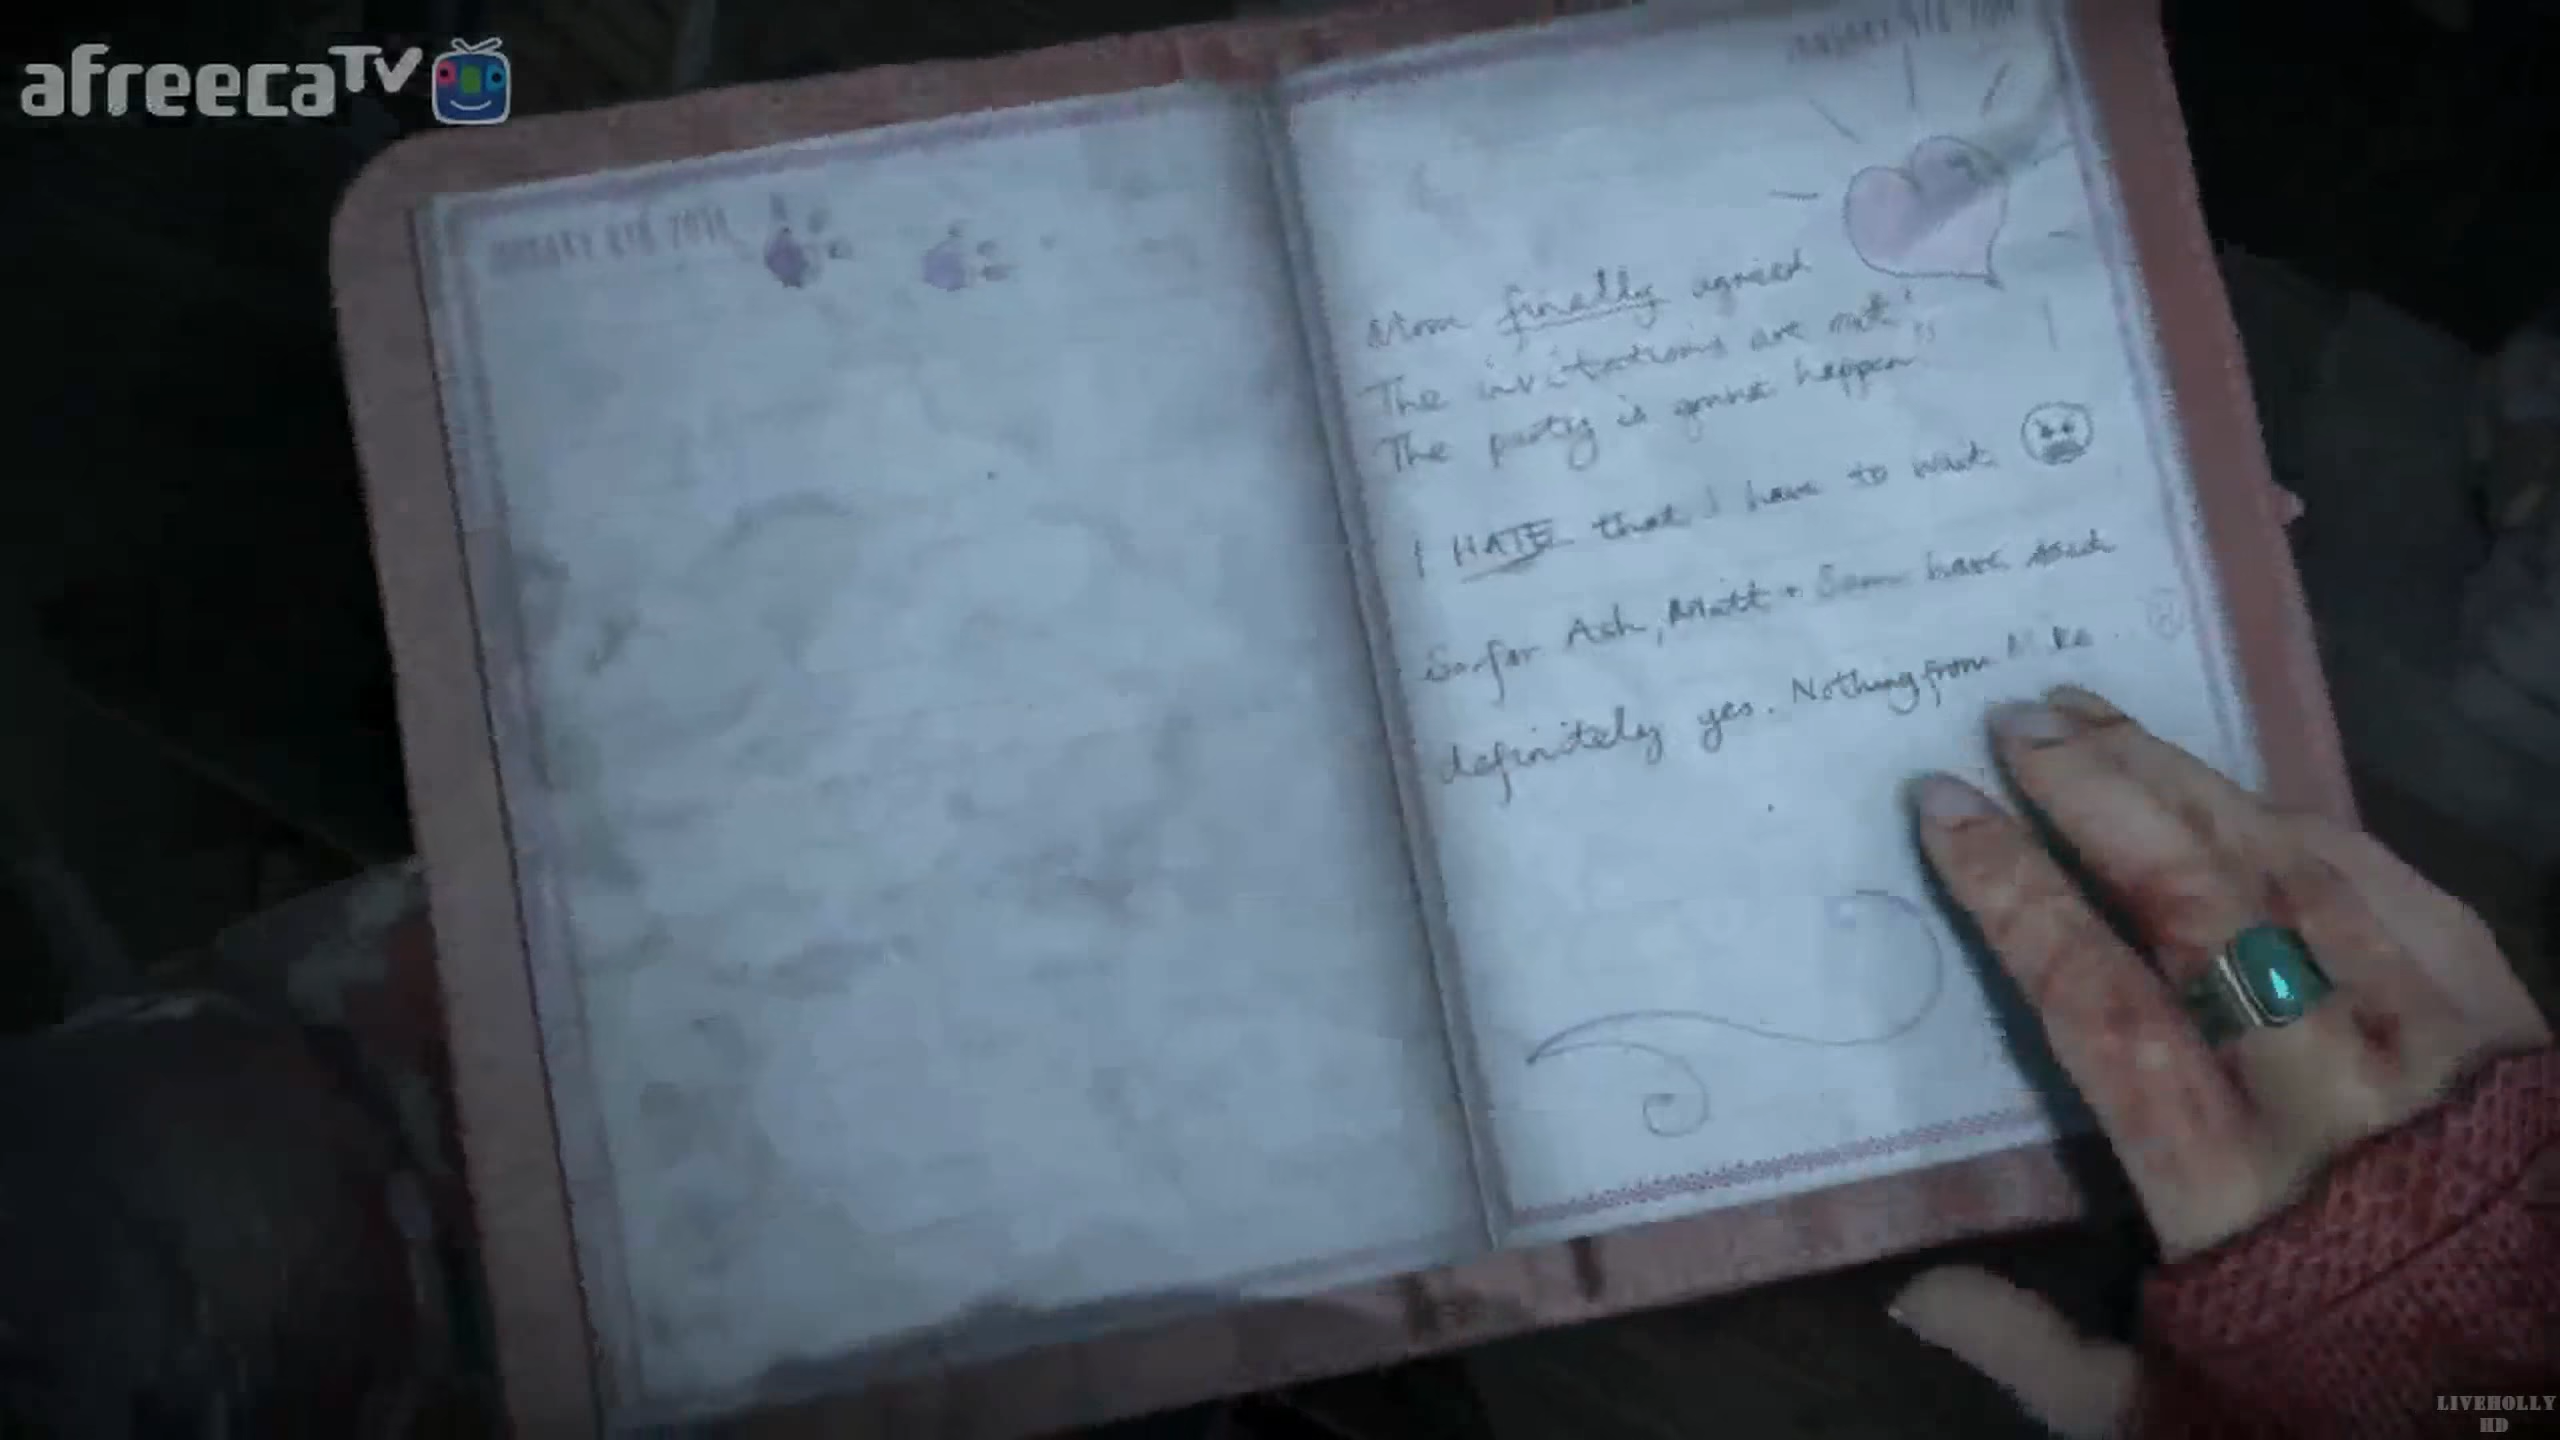 afreecaTV
Mom finally agreed
The invitations are out!
The party is gonna happen!!
I HATE that I have to wait
So far Ash, Matt + Sam have said
definitely yes. Nothing from Mike..
LIVEHOLLY
HD